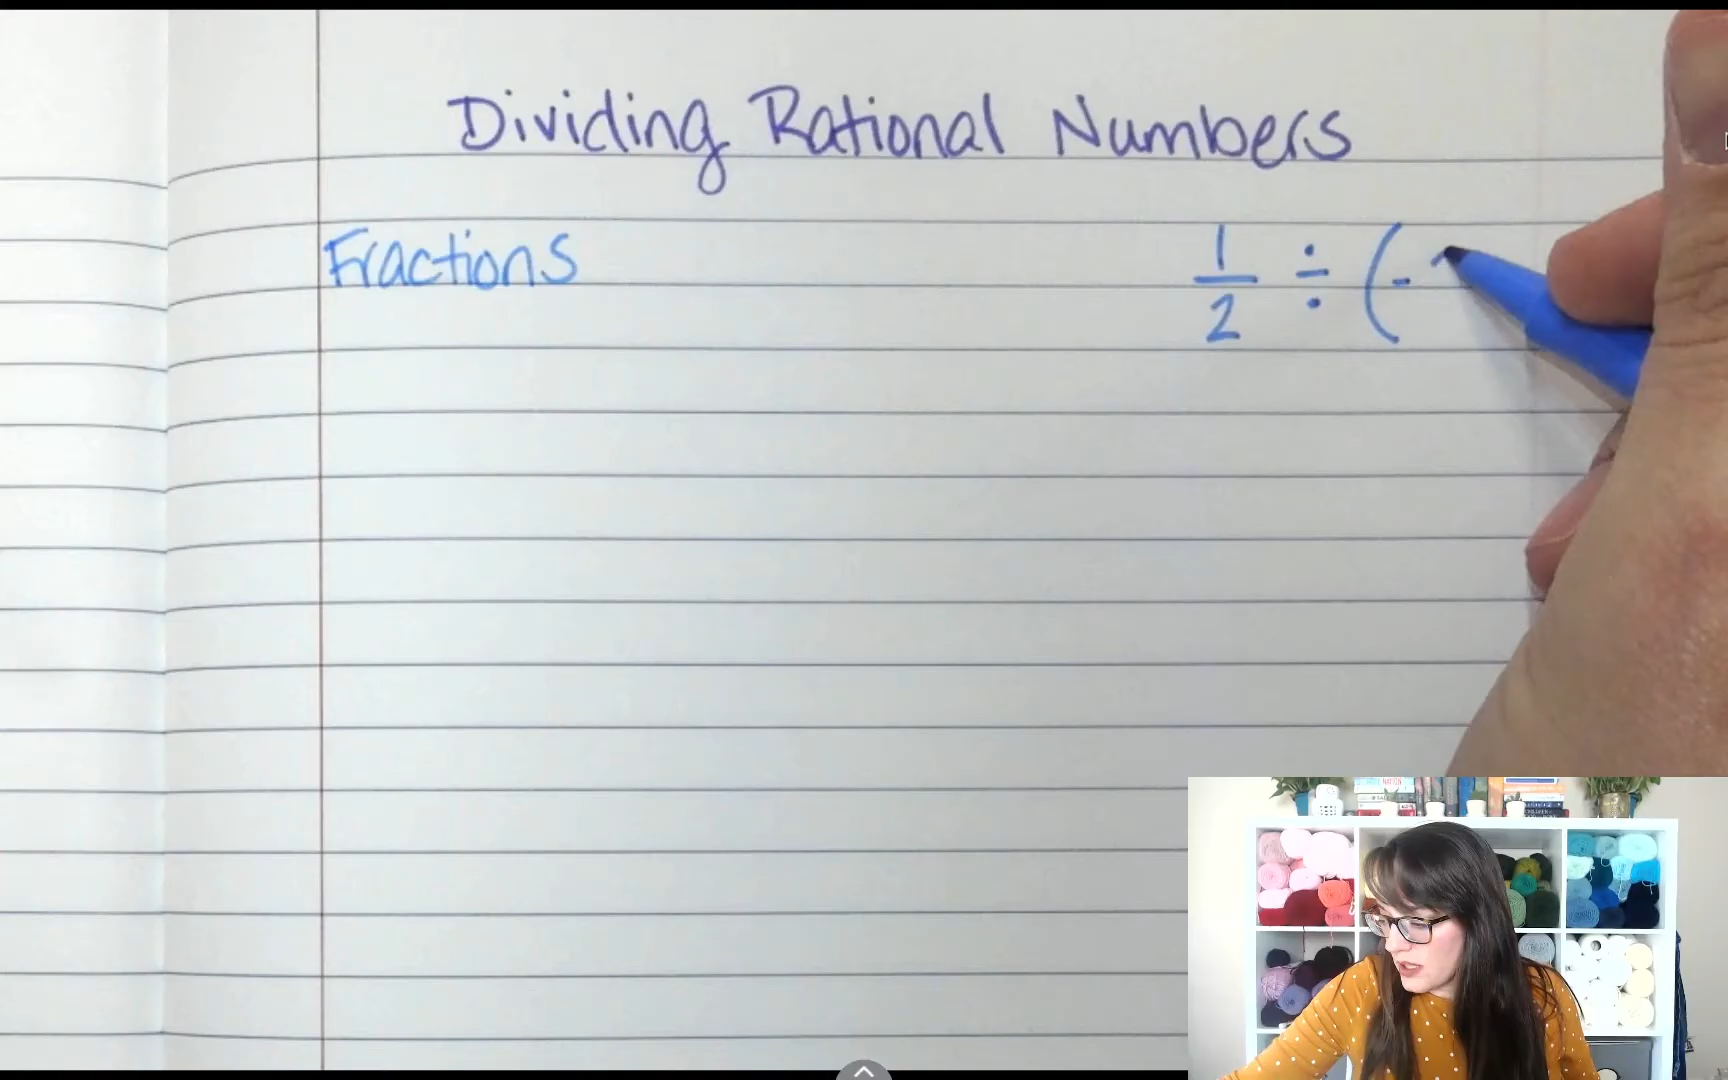 Dividing Rational Numbers
Fractions
1/2 ÷ (-